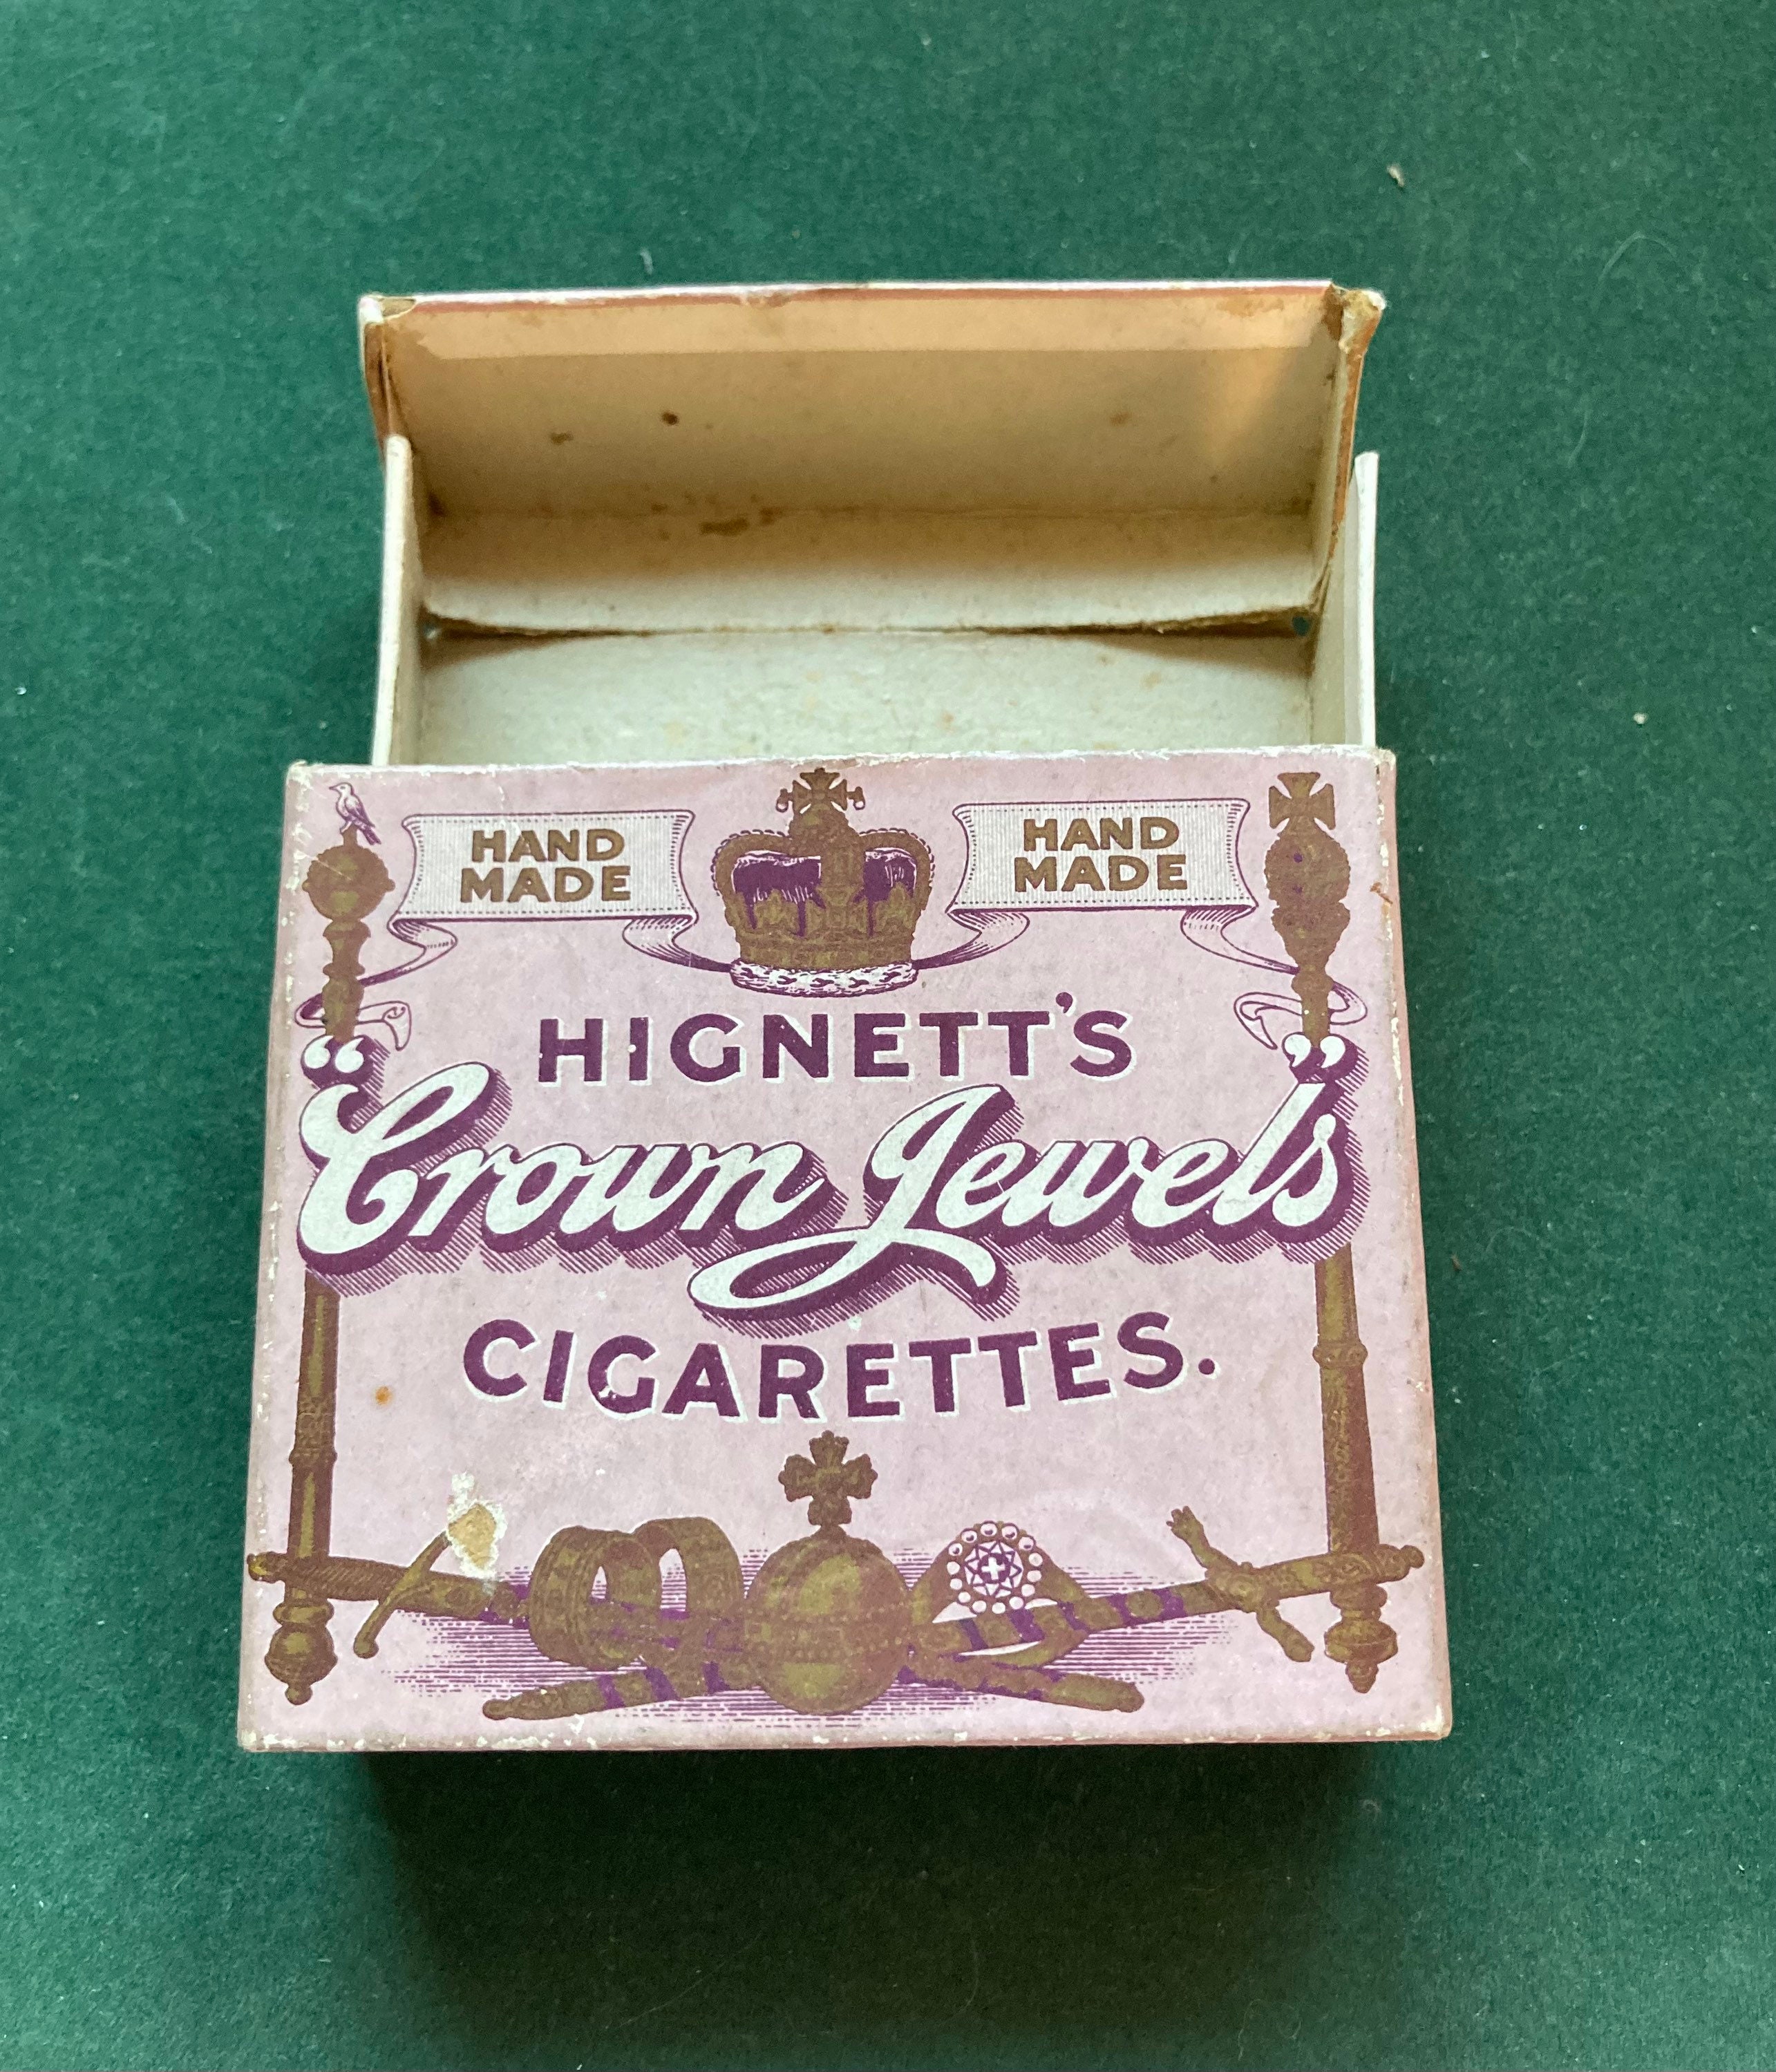 HAND
MADE
HAND
MADE
HIGNETT'S
“Crown Jewels”
CIGARETTES.